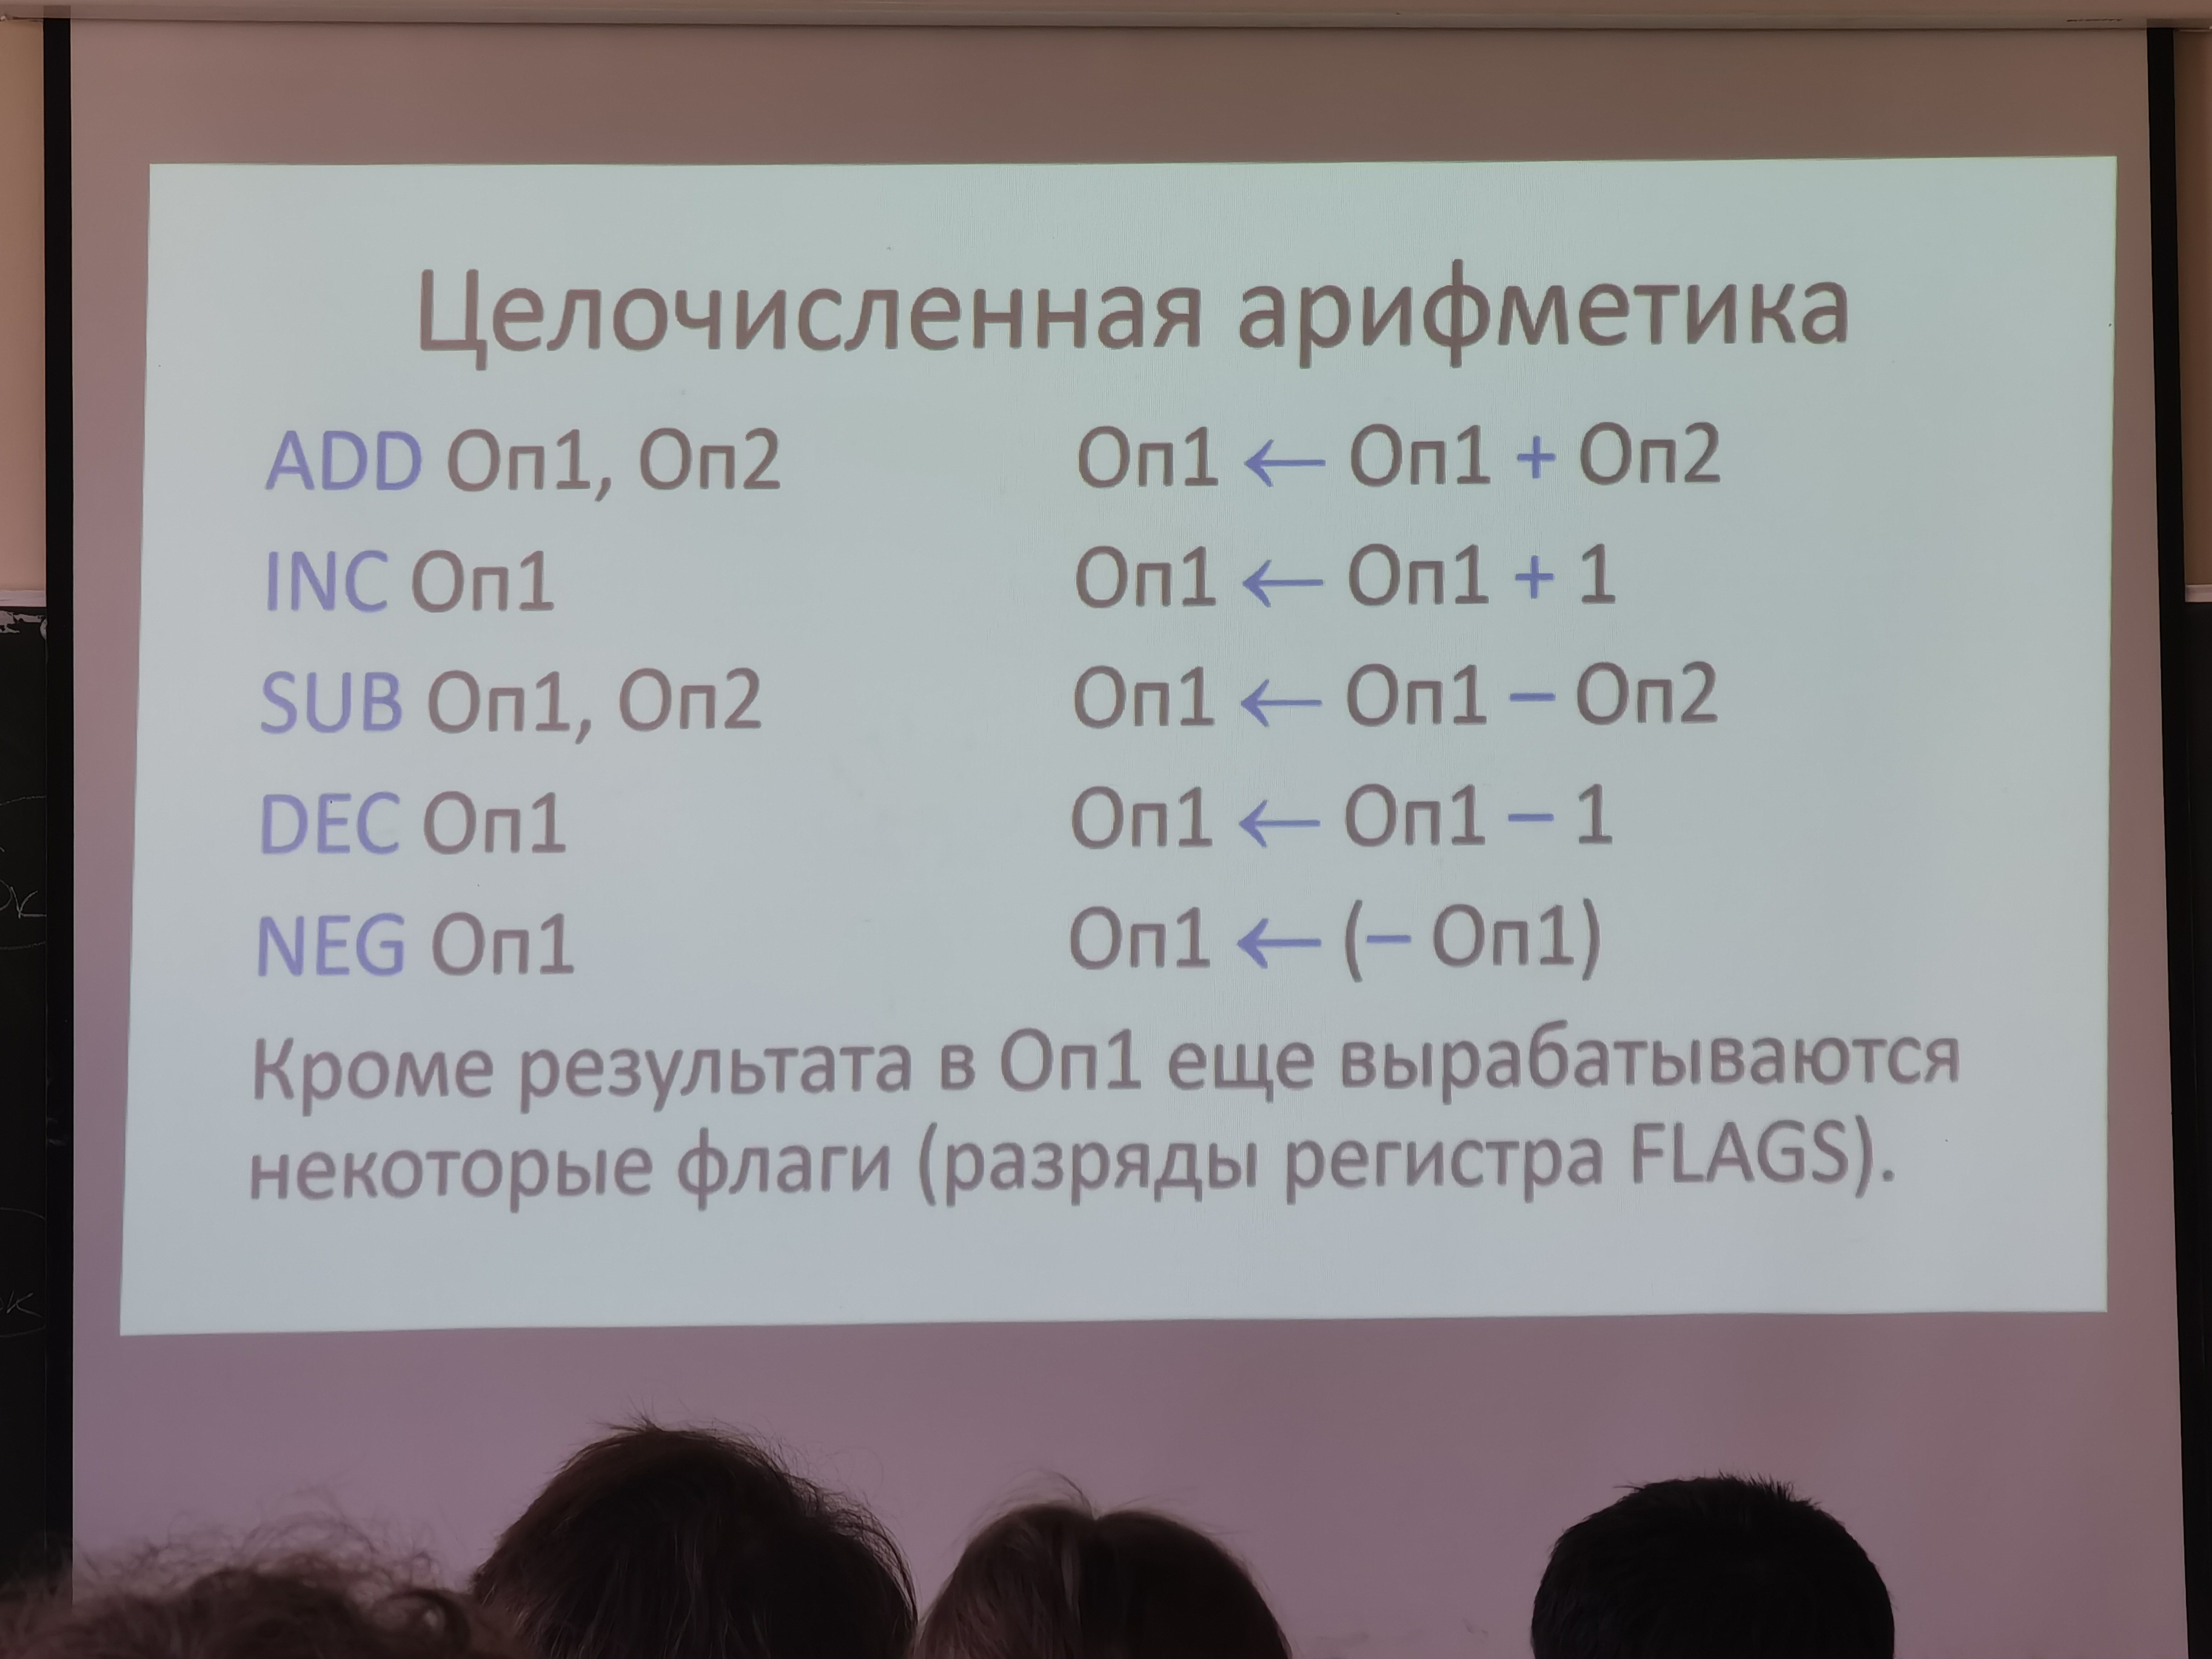 Целочисленная арифметика
ADD Оп1, Оп2 Оп1 ← Оп1 + Оп2
INC Оп1 Оп1 ← Оп1 + 1
SUB Оп1, Оп2 Оп1 ← Оп1 – Оп2
DEC Оп1 Оп1 ← Оп1 – 1
NEG Оп1 Оп1 ← (– Оп1)
Кроме результата в Оп1 еще вырабатываются
некоторые флаги (разряды регистра FLAGS).